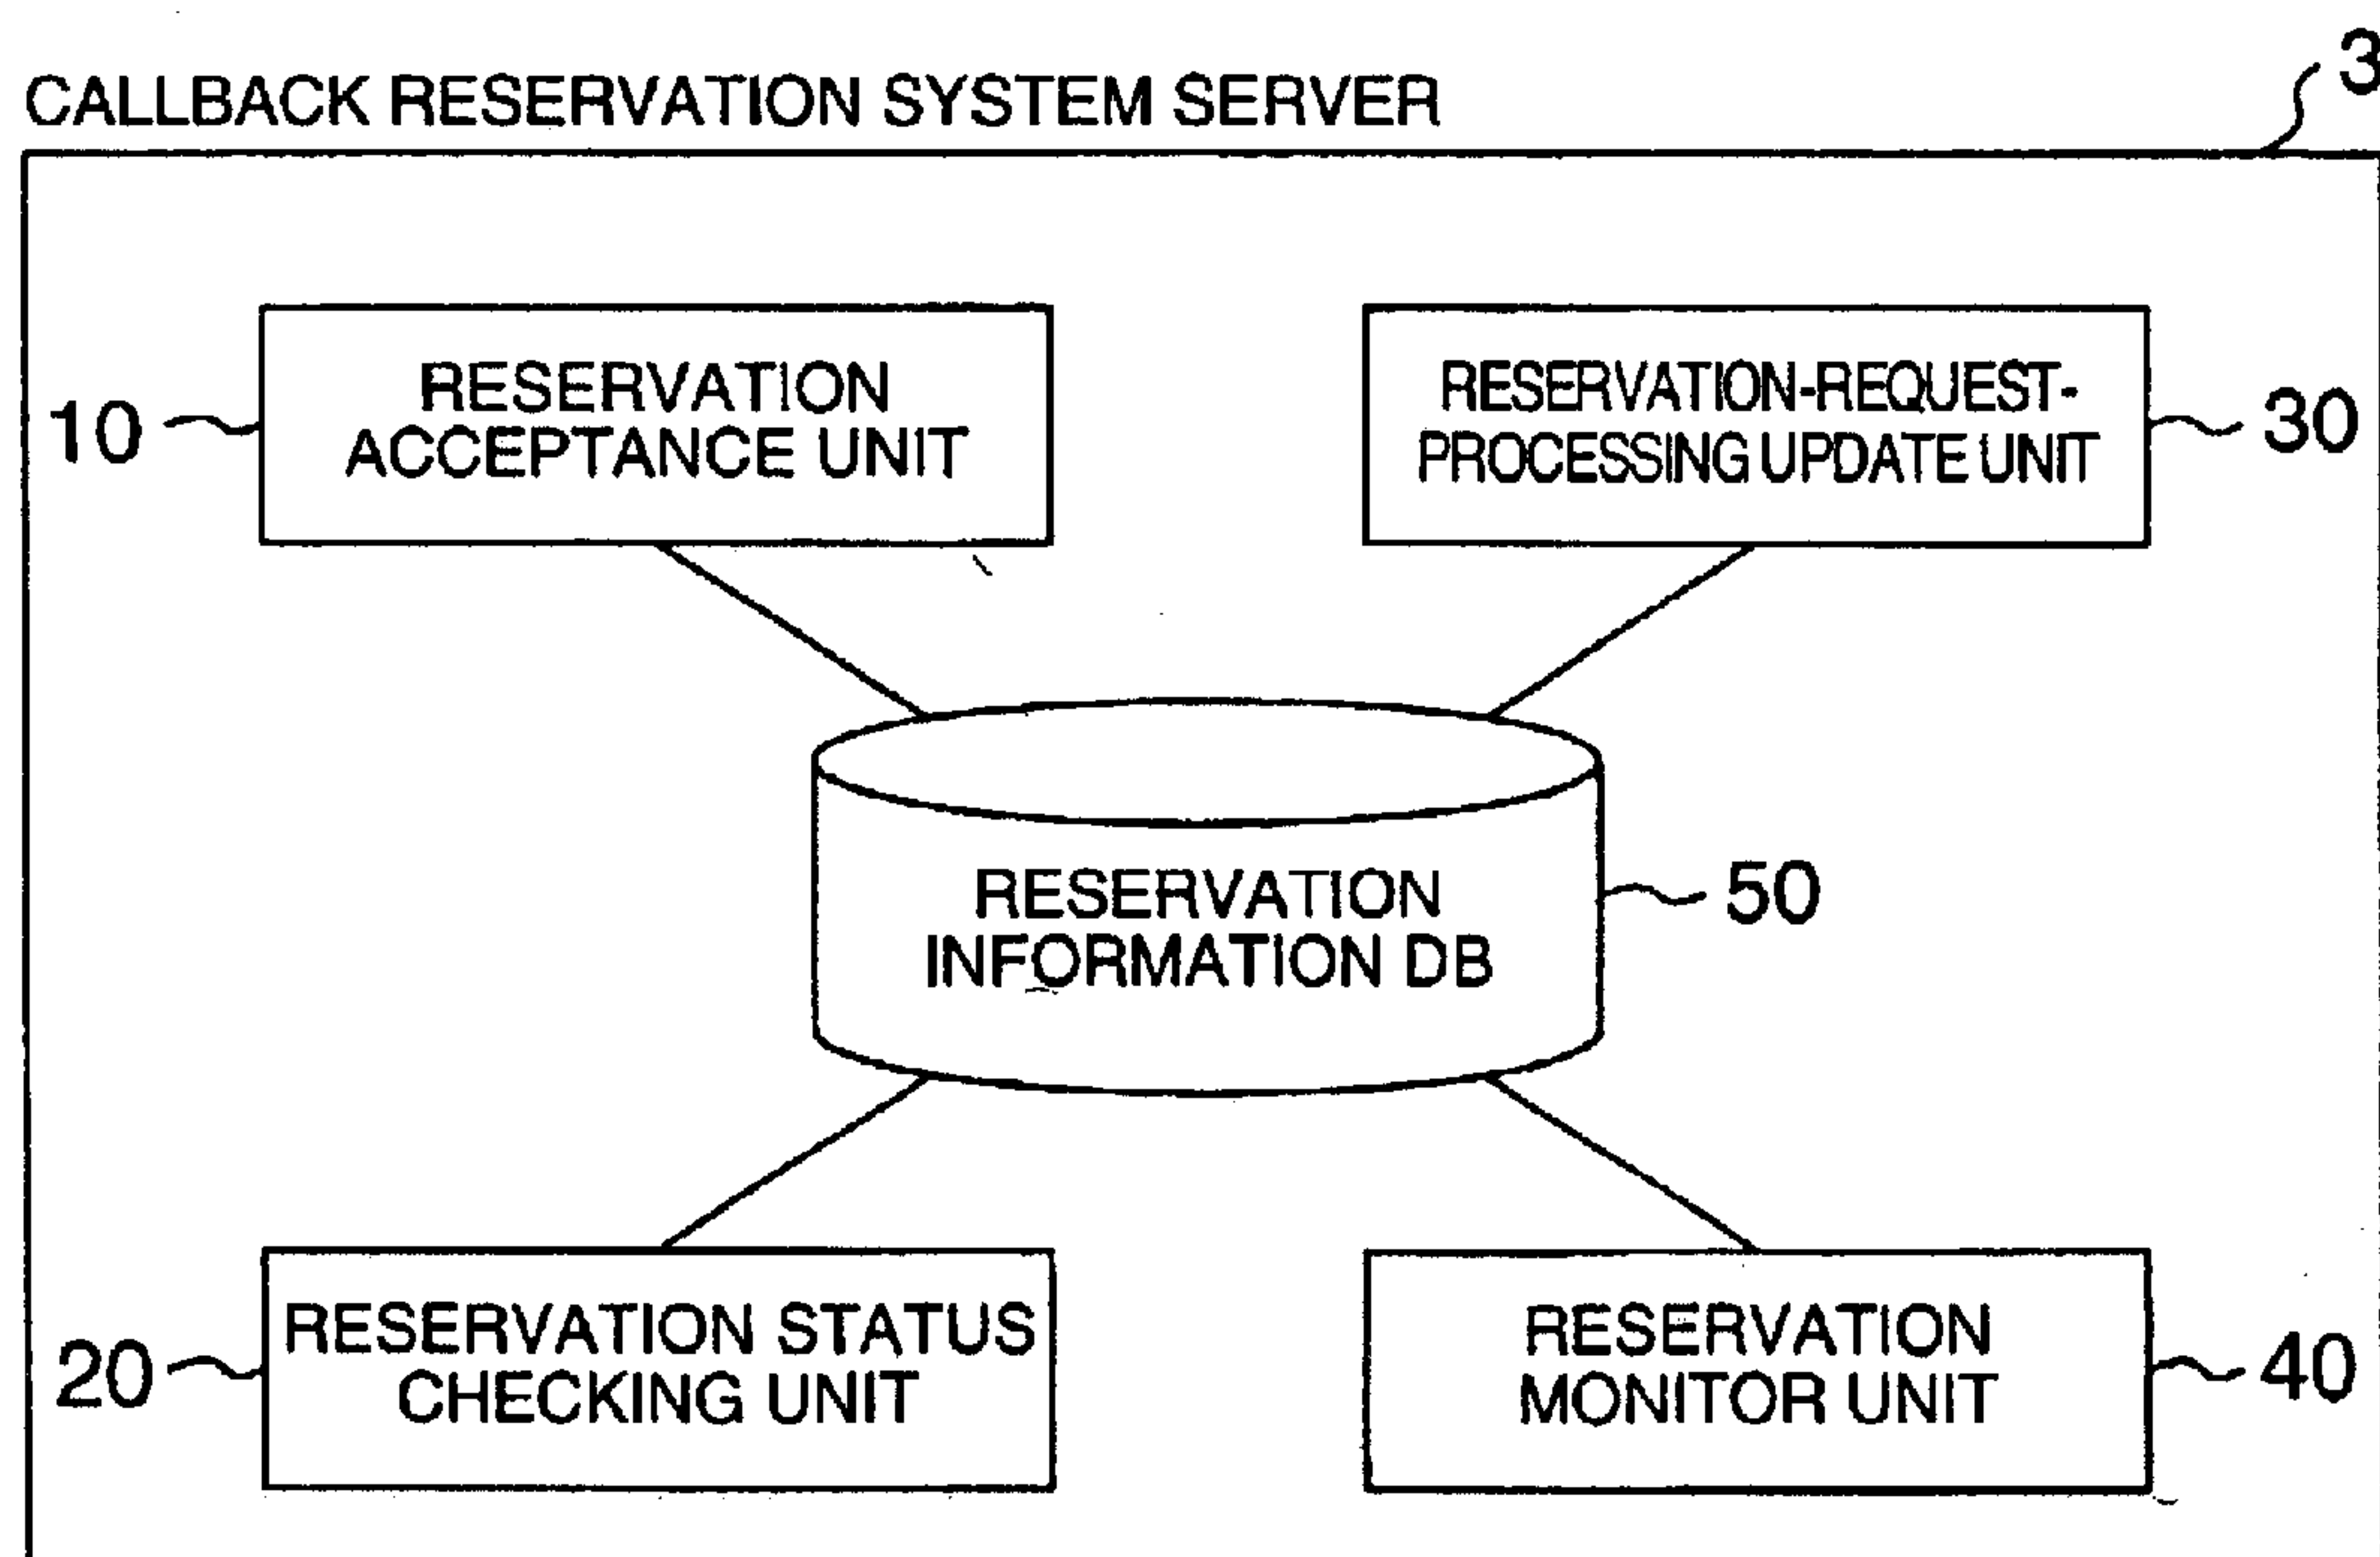 3
CALLBACK RESERVATION SYSTEM SERVER
10
RESERVATION
ACCEPTANCE UNIT
RESERVATION-REQUEST-
PROCESSING UPDATE UNIT
30
RESERVATION
INFORMATION DB
50
20
RESERVATION STATUS
CHECKING UNIT
RESERVATION
MONITOR UNIT
40